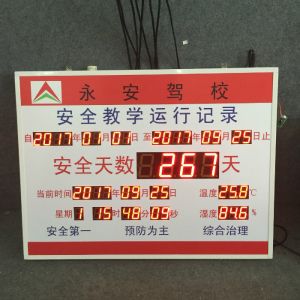 永安驾校
安全教学运行记录
自2017年01月01日 至2017年09月25日止
安全天数 267天
当前时间 2017年09月25日 温度25.8℃
星期 1 15时48分09秒 湿度84.6%
安全第一 预防为主 综合治理